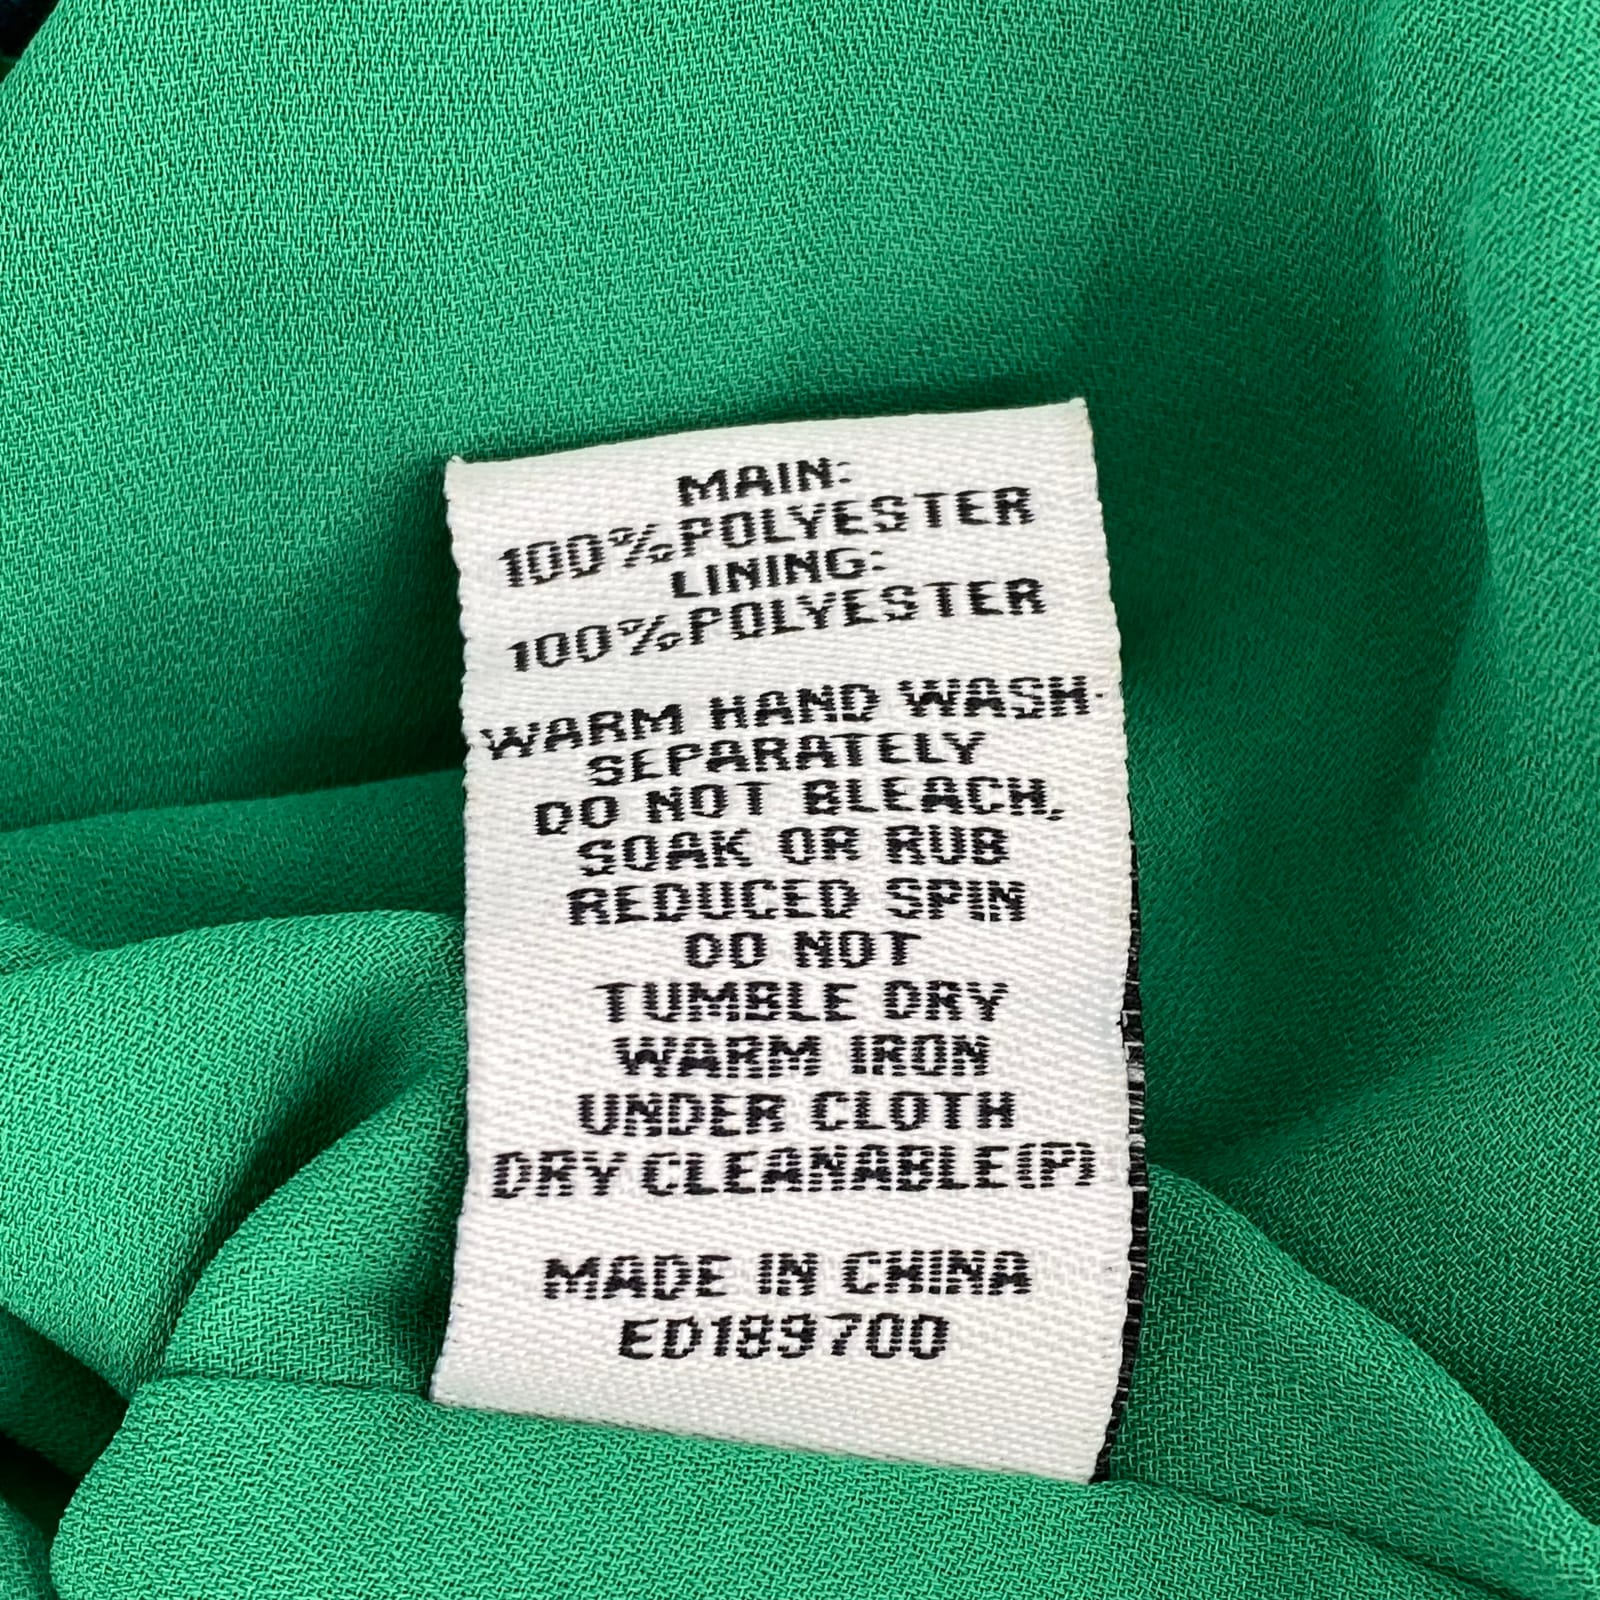 MAIN:
100%POLYESTER
LINING:
100%POLYESTER
WARM HAND WASH-
SEPARATELY
DO NOT BLEACH,
SOAK OR RUB
REDUCED SPIN
DO NOT
TUMBLE DRY
WARM IRON
UNDER CLOTH
DRY CLEANABLE(P)
MADE IN CHINA
ED189700